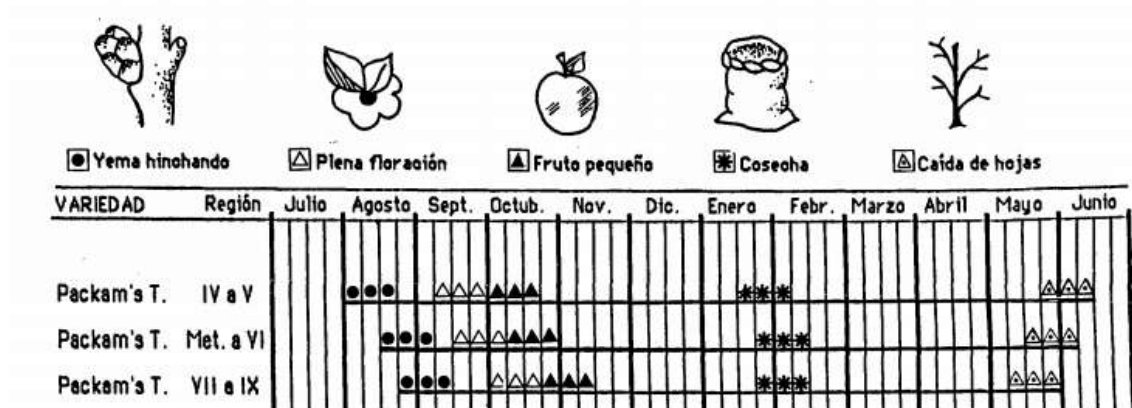 Yema hinchando Plena floración Fruto pequeño Cosecha Caída de hojas
VARIEDAD Región Julio Agosto Sept. Octub. Nov. Dic. Enero Febr. Marzo Abril Mayo Junio
Packam's T. IV a V
Packam's T. Met. a VI
Packam's T. VII a IX